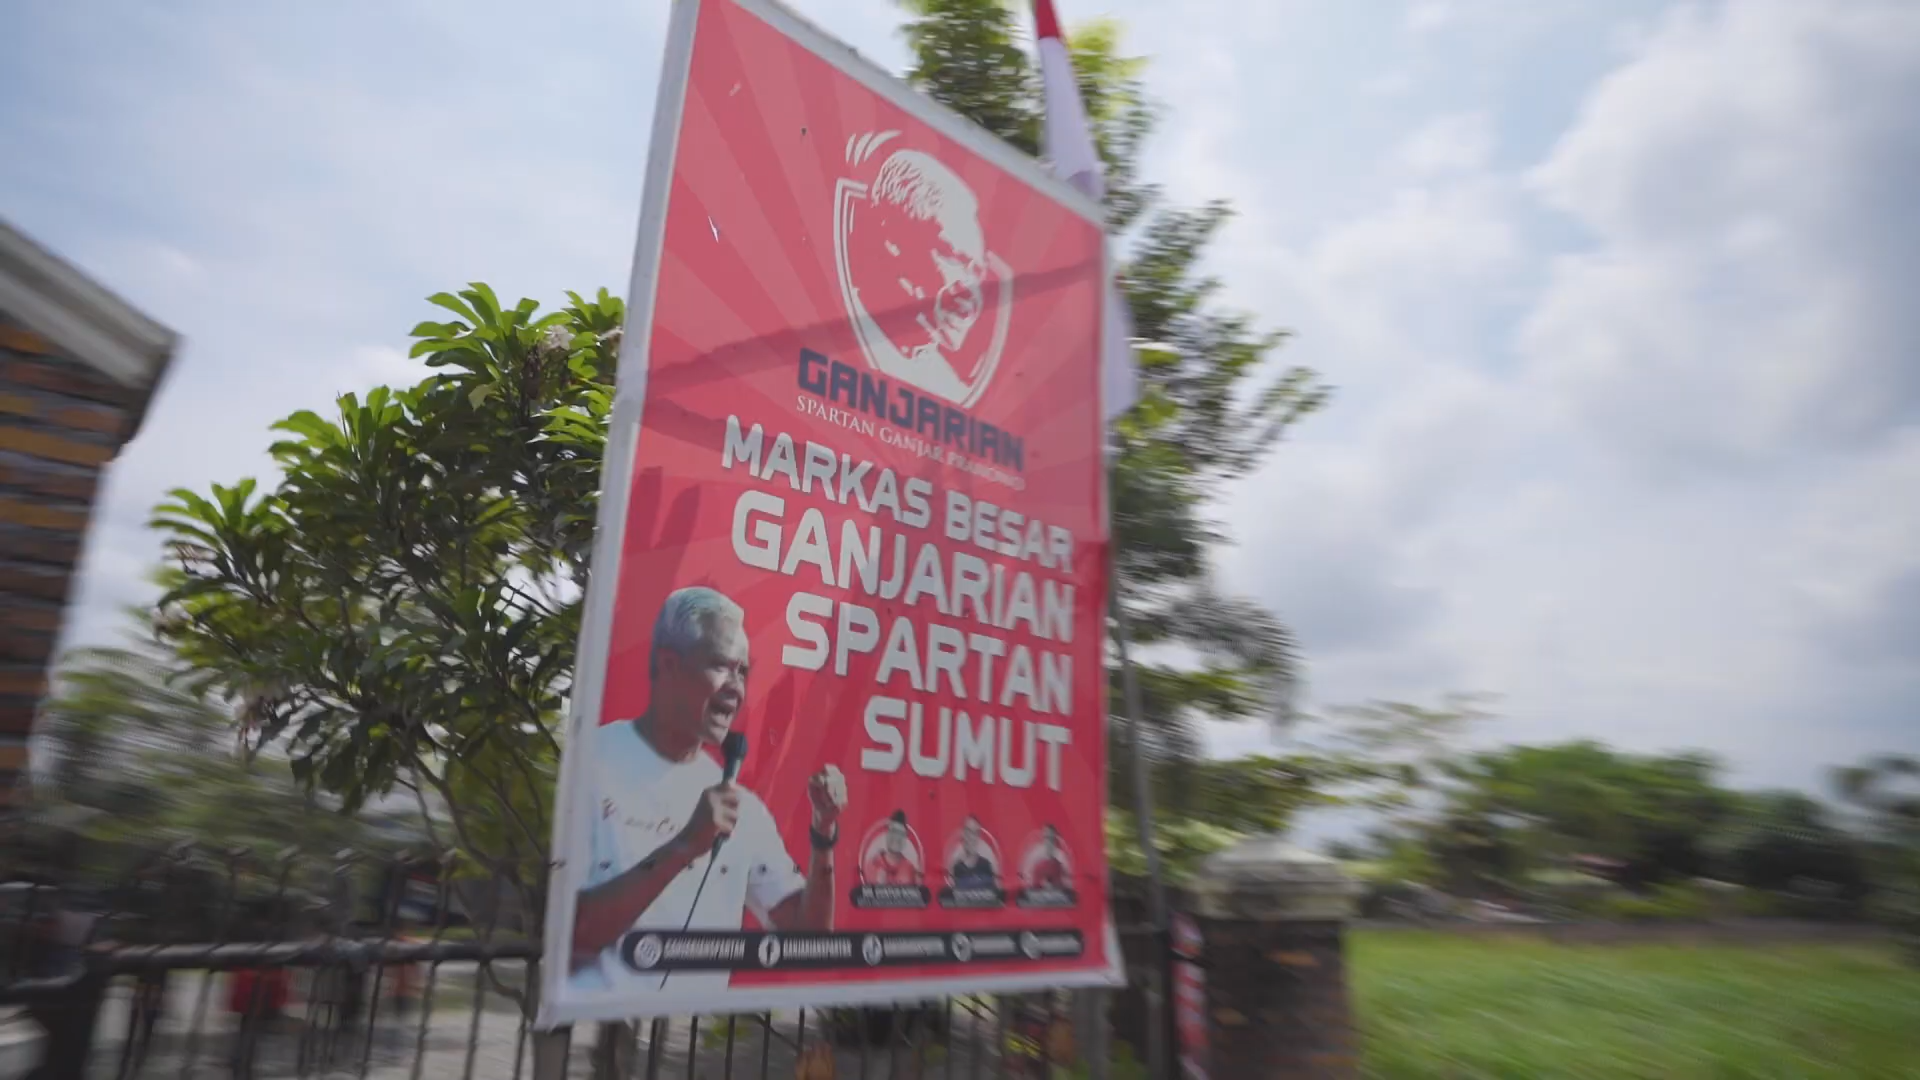 GANJARIAN
SPARTAN GANJAR PRANOWO
MARKAS BESAR
GANJARIAN
SPARTAN
SUMUT